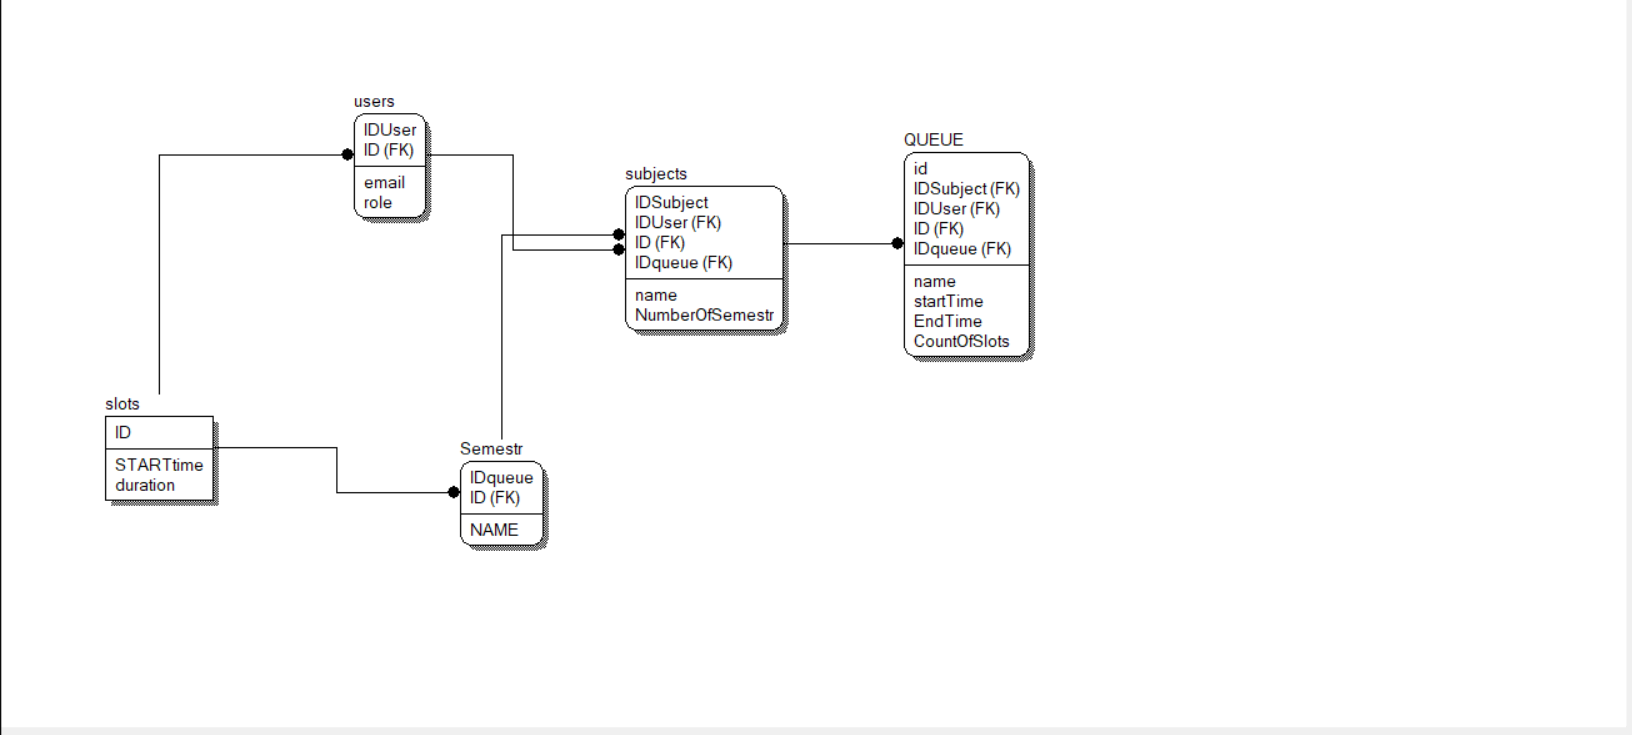 users
IDUser
ID (FK)
email
role
subjects
IDSubject
IDUser (FK)
ID (FK)
IDqueue (FK)
name
NumberOfSemestr
QUEUE
id
IDSubject (FK)
IDUser (FK)
ID (FK)
IDqueue (FK)
name
startTime
EndTime
CountOfSlots
slots
ID
STARTtime
duration
Semestr
IDqueue
ID (FK)
NAME